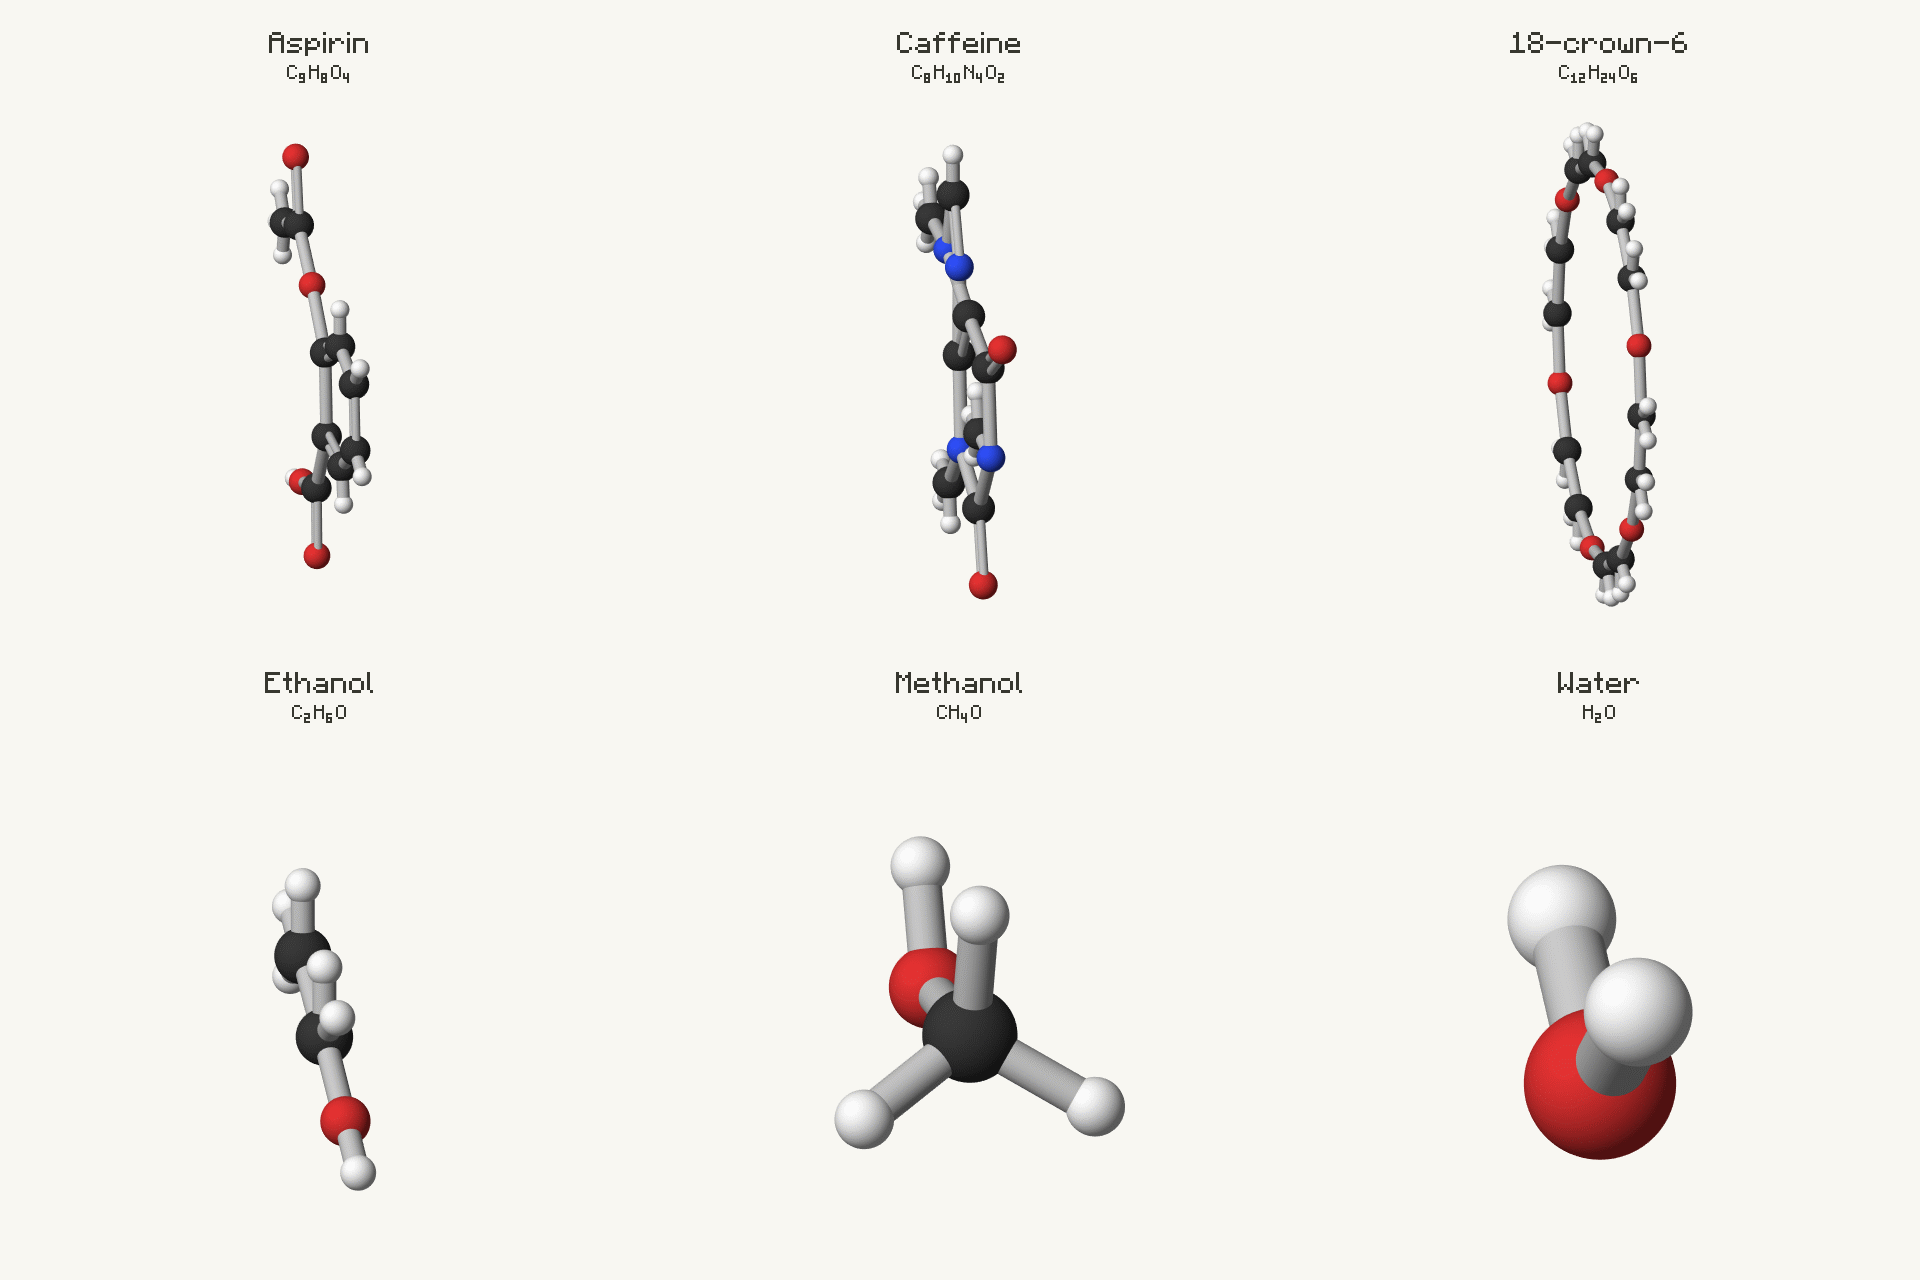 Aspirin
C₉H₈O₄
Caffeine
C₈H₁₀N₄O₂
18-crown-6
C₁₂H₂₄O₆
Ethanol
C₂H₆O
Methanol
CH₄O
Water
H₂O